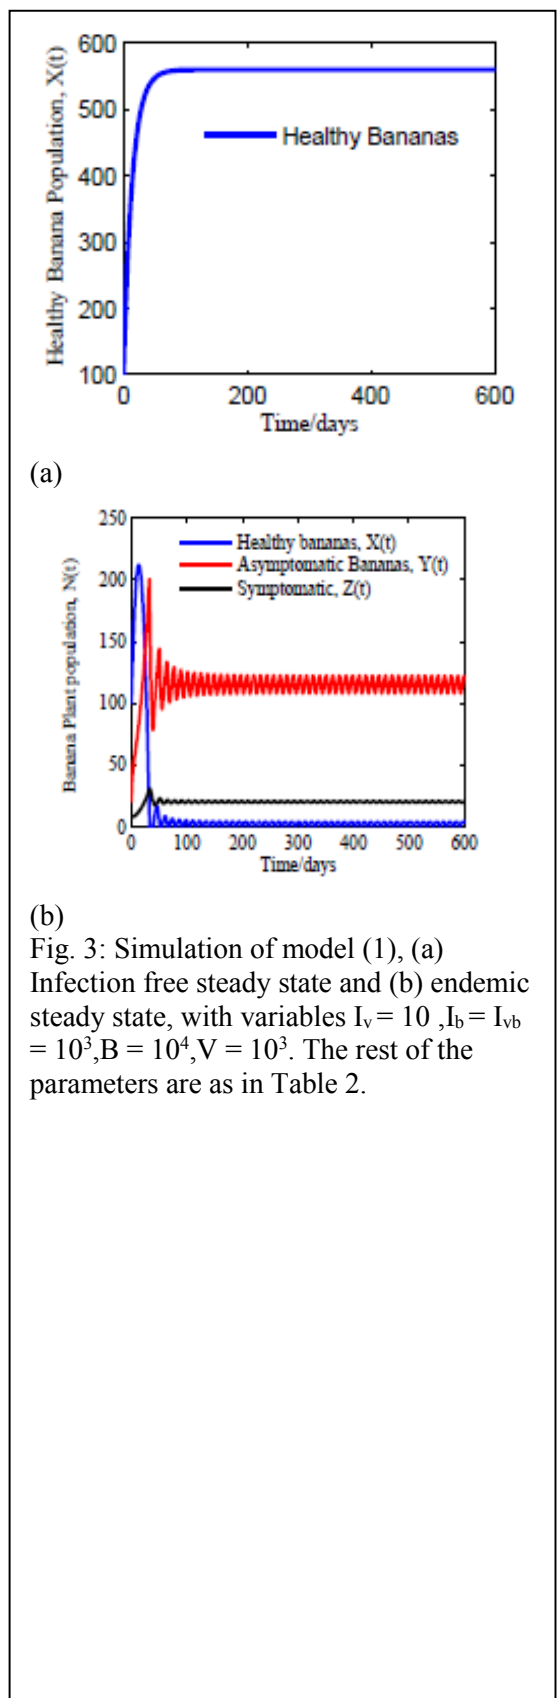 600
500
400
300
200
100
Healthy Banana Population, X(t)
Healthy Bananas
0
200
400
600
Time/days
(a)
250
200
150
100
50
0
Banana Plant population, N(t)
Healthy bananas, X(t)
Asymptomatic Bananas, Y(t)
Symptomatic, Z(t)
0
100
200
300
400
500
600
Time/days
(b)
Fig. 3: Simulation of model (1), (a)
Infection free steady state and (b) endemic
steady state, with variables Iᵥ = 10 ,I_b = I_vb
= 10³,B = 10⁴,V = 10³. The rest of the
parameters are as in Table 2.